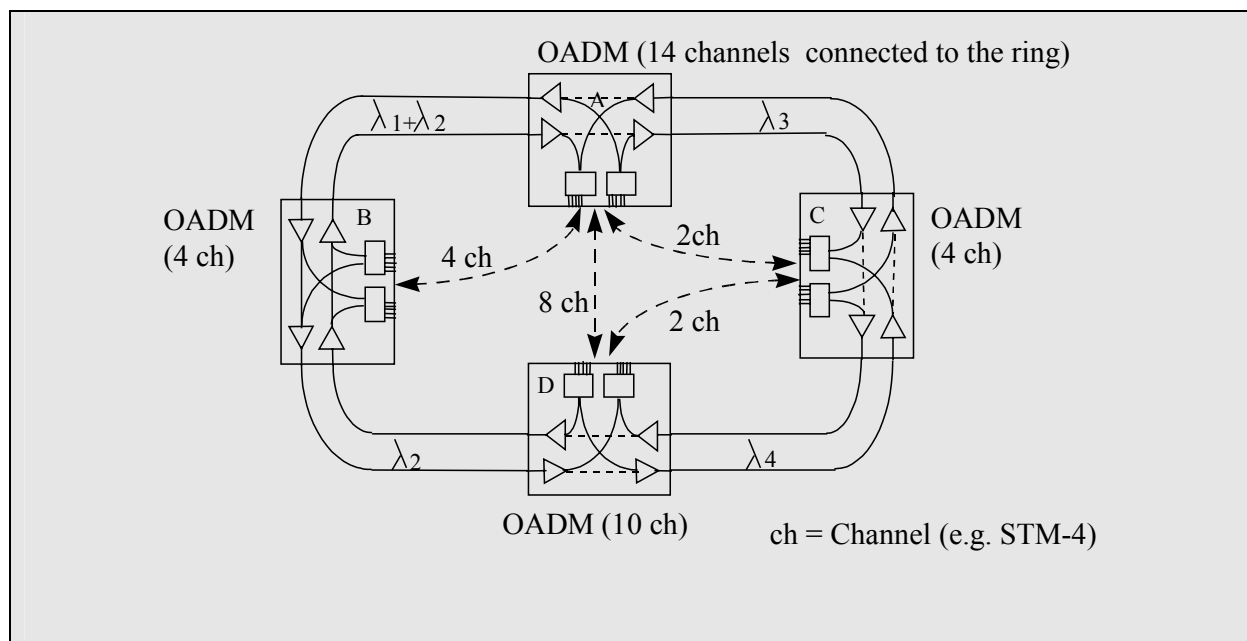 OADM (14 channels connected to the ring)
A
λ1+λ2
λ3
OADM
(4 ch)
B
C
OADM
(4 ch)
4 ch
2ch
8 ch
2 ch
D
λ2
λ4
OADM (10 ch)
ch = Channel (e.g. STM-4)